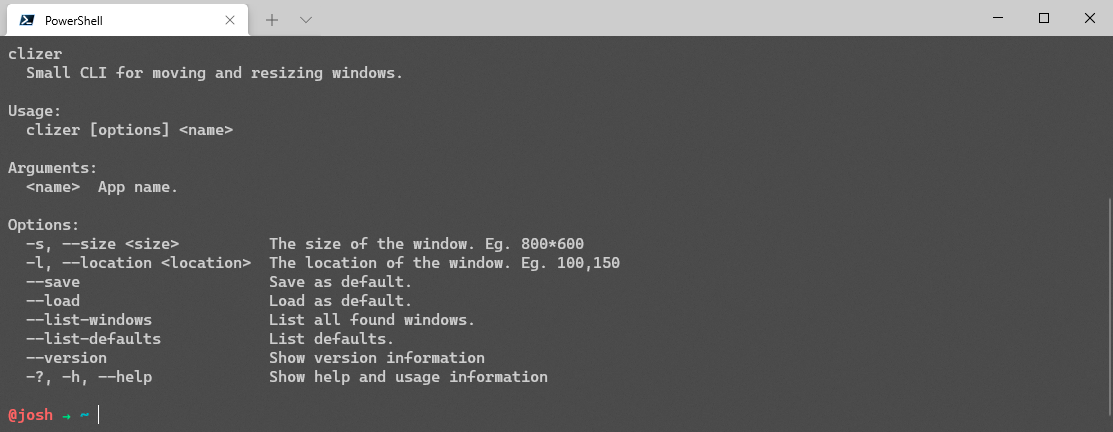 PowerShell
clizer
Small CLI for moving and resizing windows.
Usage:
clizer [options] <name>
Arguments:
<name>  App name.
Options:
-s, --size <size>          The size of the window. Eg. 800*600
-l, --location <location>  The location of the window. Eg. 100,150
--save                     Save as default.
--load                     Load as default.
--list-windows             List all found windows.
--list-defaults            List defaults.
--version                  Show version information
-?, -h, --help             Show help and usage information
@josh → ~